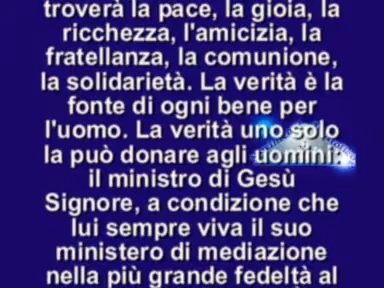 troverà la pace, la gioia, la
ricchezza, l'amicizia, la
fratellanza, la comunione,
la solidarietà. La verità è la
fonte di ogni bene per
l'uomo. La verità uno solo
la può donare agli uomini:
il ministro di Gesù
Signore, a condizione che
lui sempre viva il suo
ministero di mediazione
nella più grande fedeltà al